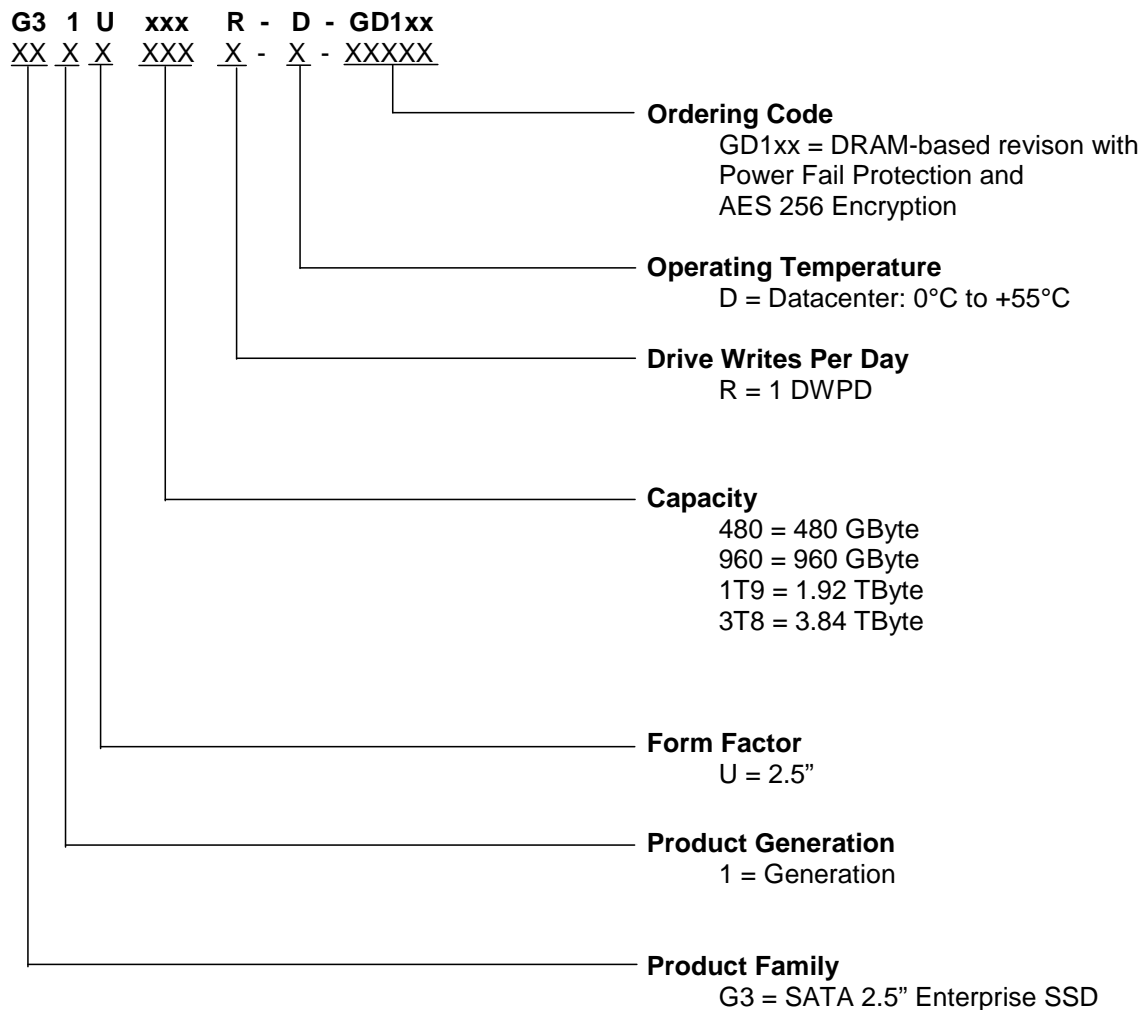 G3 1 U xxx R - D - GD1xx
XX X X XXX X - X - XXXXX
Ordering Code
GD1xx = DRAM-based revison with
Power Fail Protection and
AES 256 Encryption
Operating Temperature
D = Datacenter: 0°C to +55°C
Drive Writes Per Day
R = 1 DWPD
Capacity
480 = 480 GByte
960 = 960 GByte
1T9 = 1.92 TByte
3T8 = 3.84 TByte
Form Factor
U = 2.5”
Product Generation
1 = Generation
Product Family
G3 = SATA 2.5” Enterprise SSD